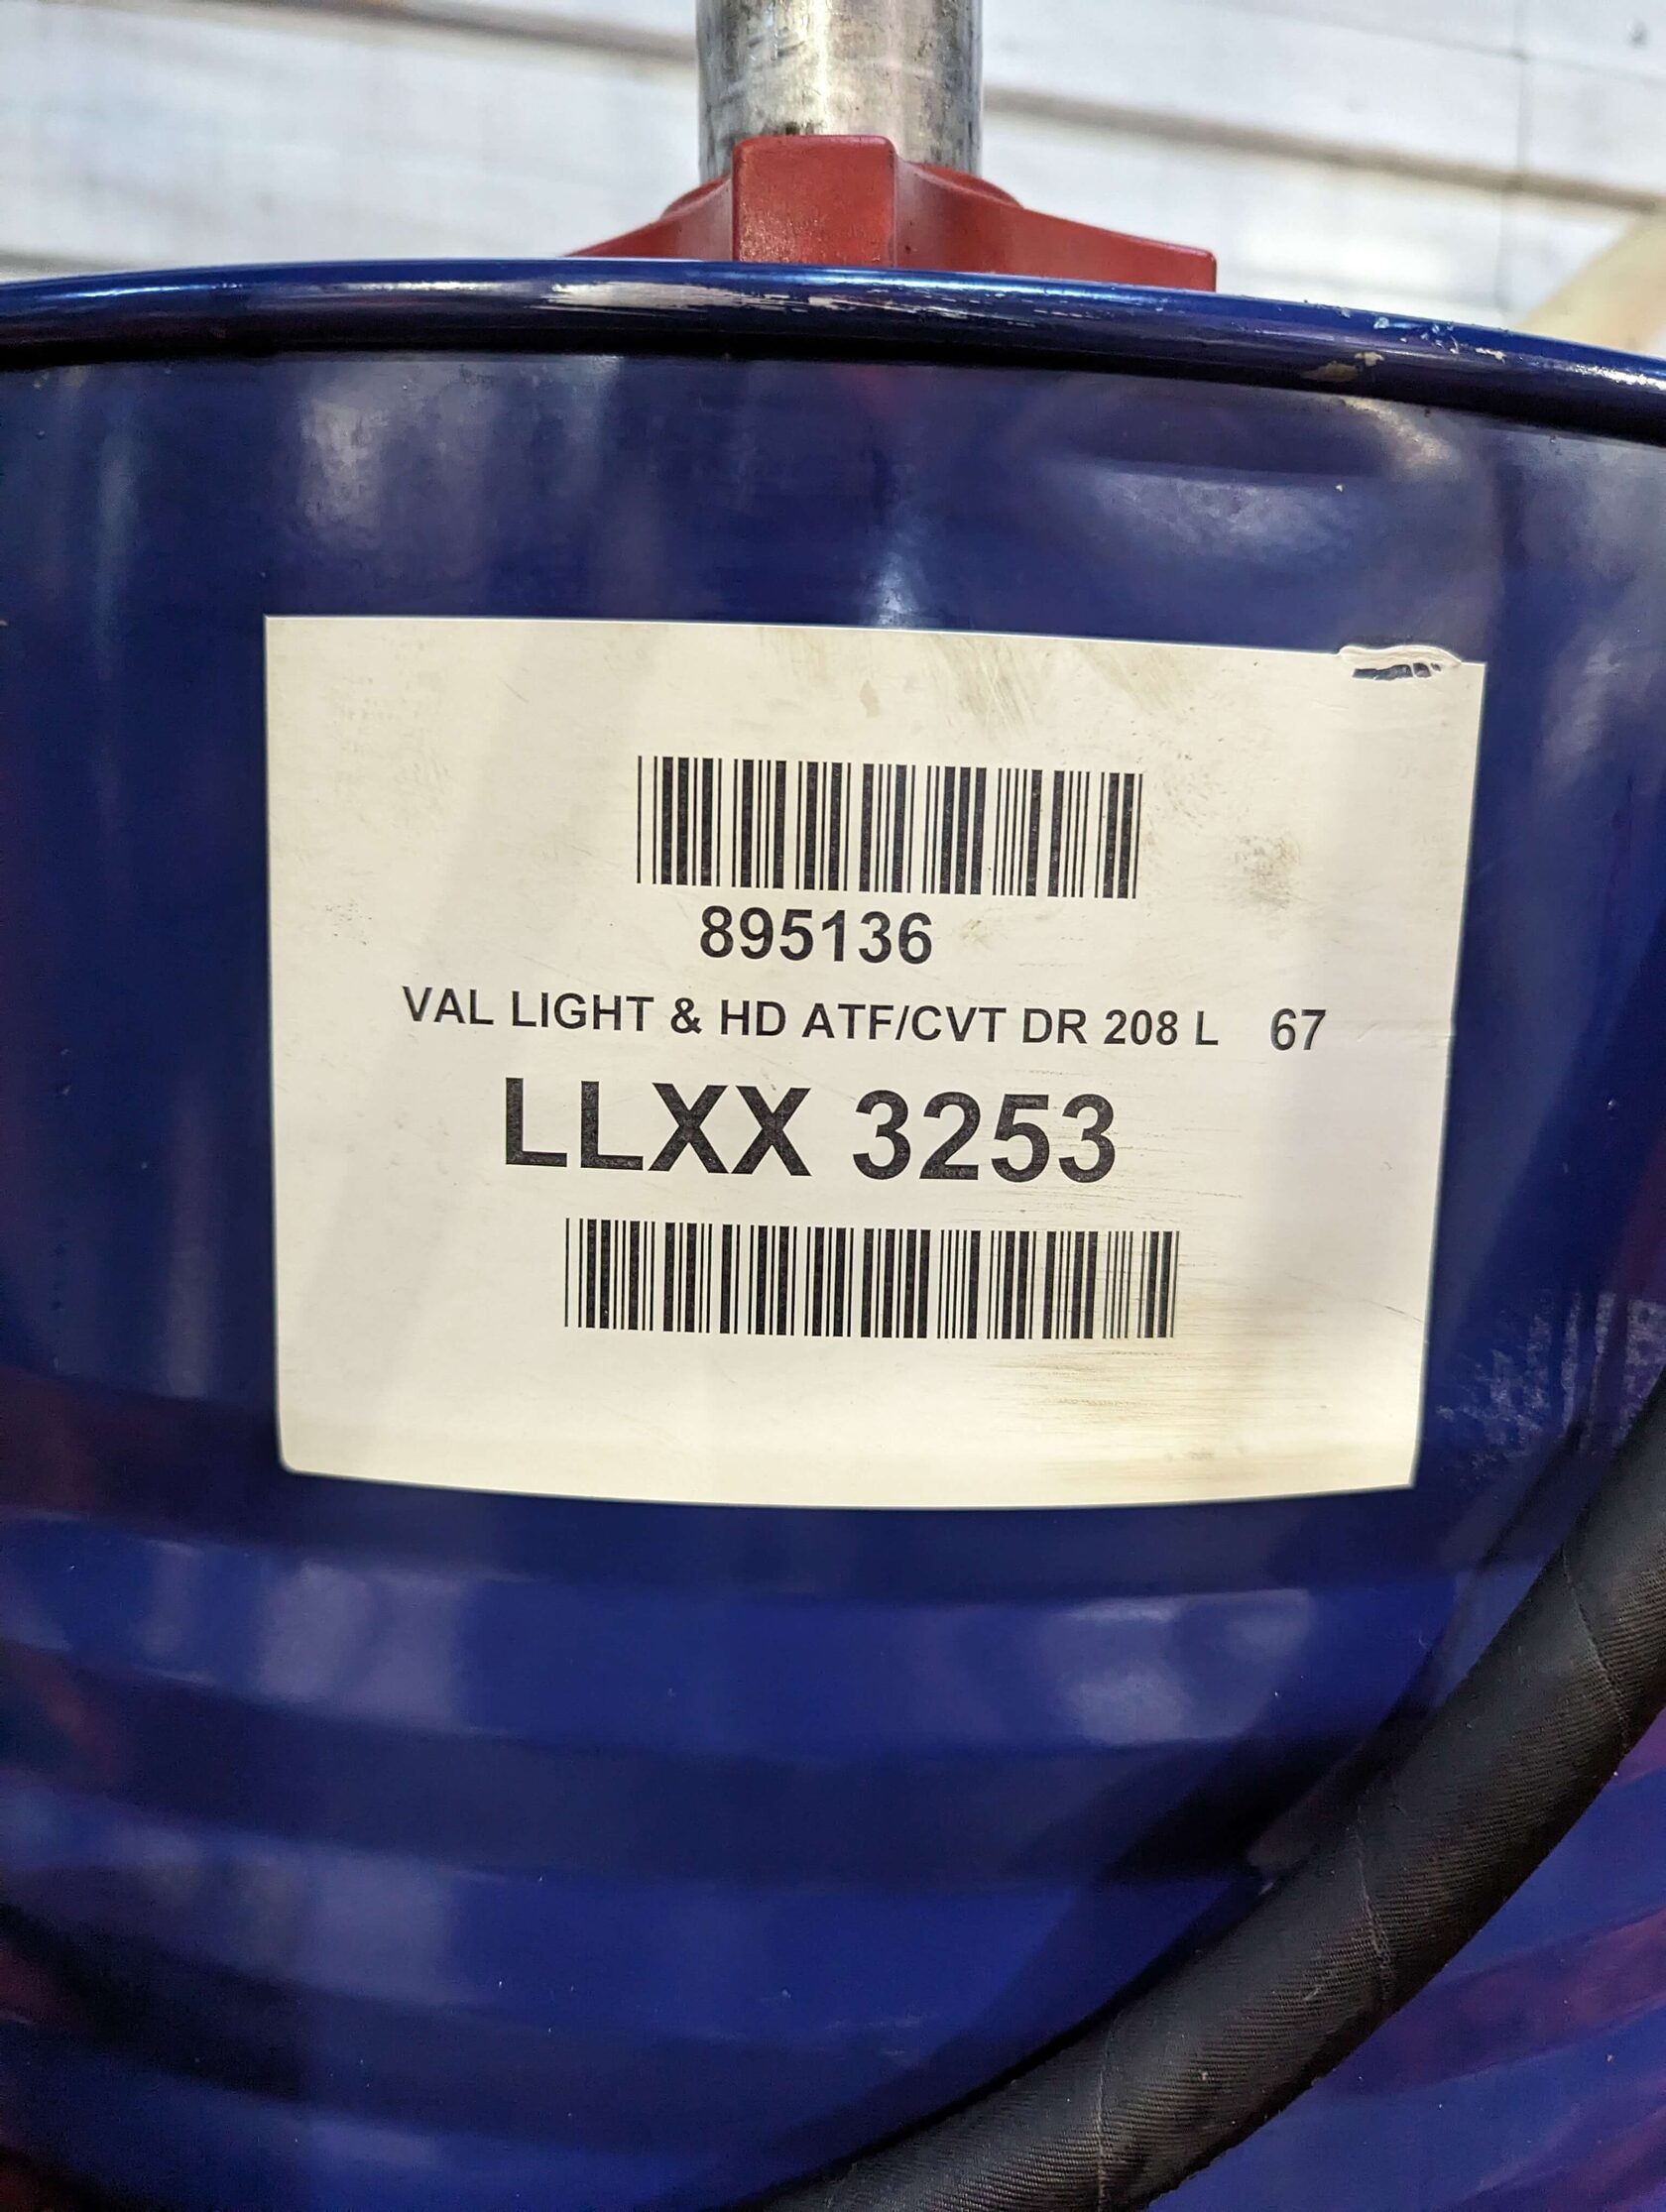 895136
VAL LIGHT & HD ATF/CVT DR 208 L 67
LLXX 3253